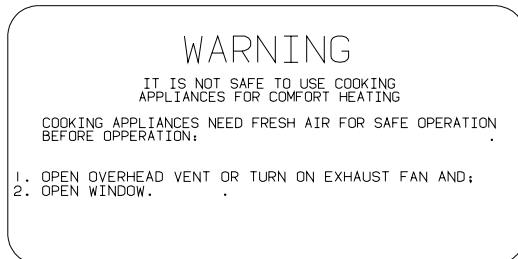 WARNING
IT IS NOT SAFE TO USE COOKING
APPLIANCES FOR COMFORT HEATING
COOKING APPLIANCES NEED FRESH AIR FOR SAFE OPERATION
BEFORE OPPERATION: .
1. OPEN OVERHEAD VENT OR TURN ON EXHAUST FAN AND;
2. OPEN WINDOW. .